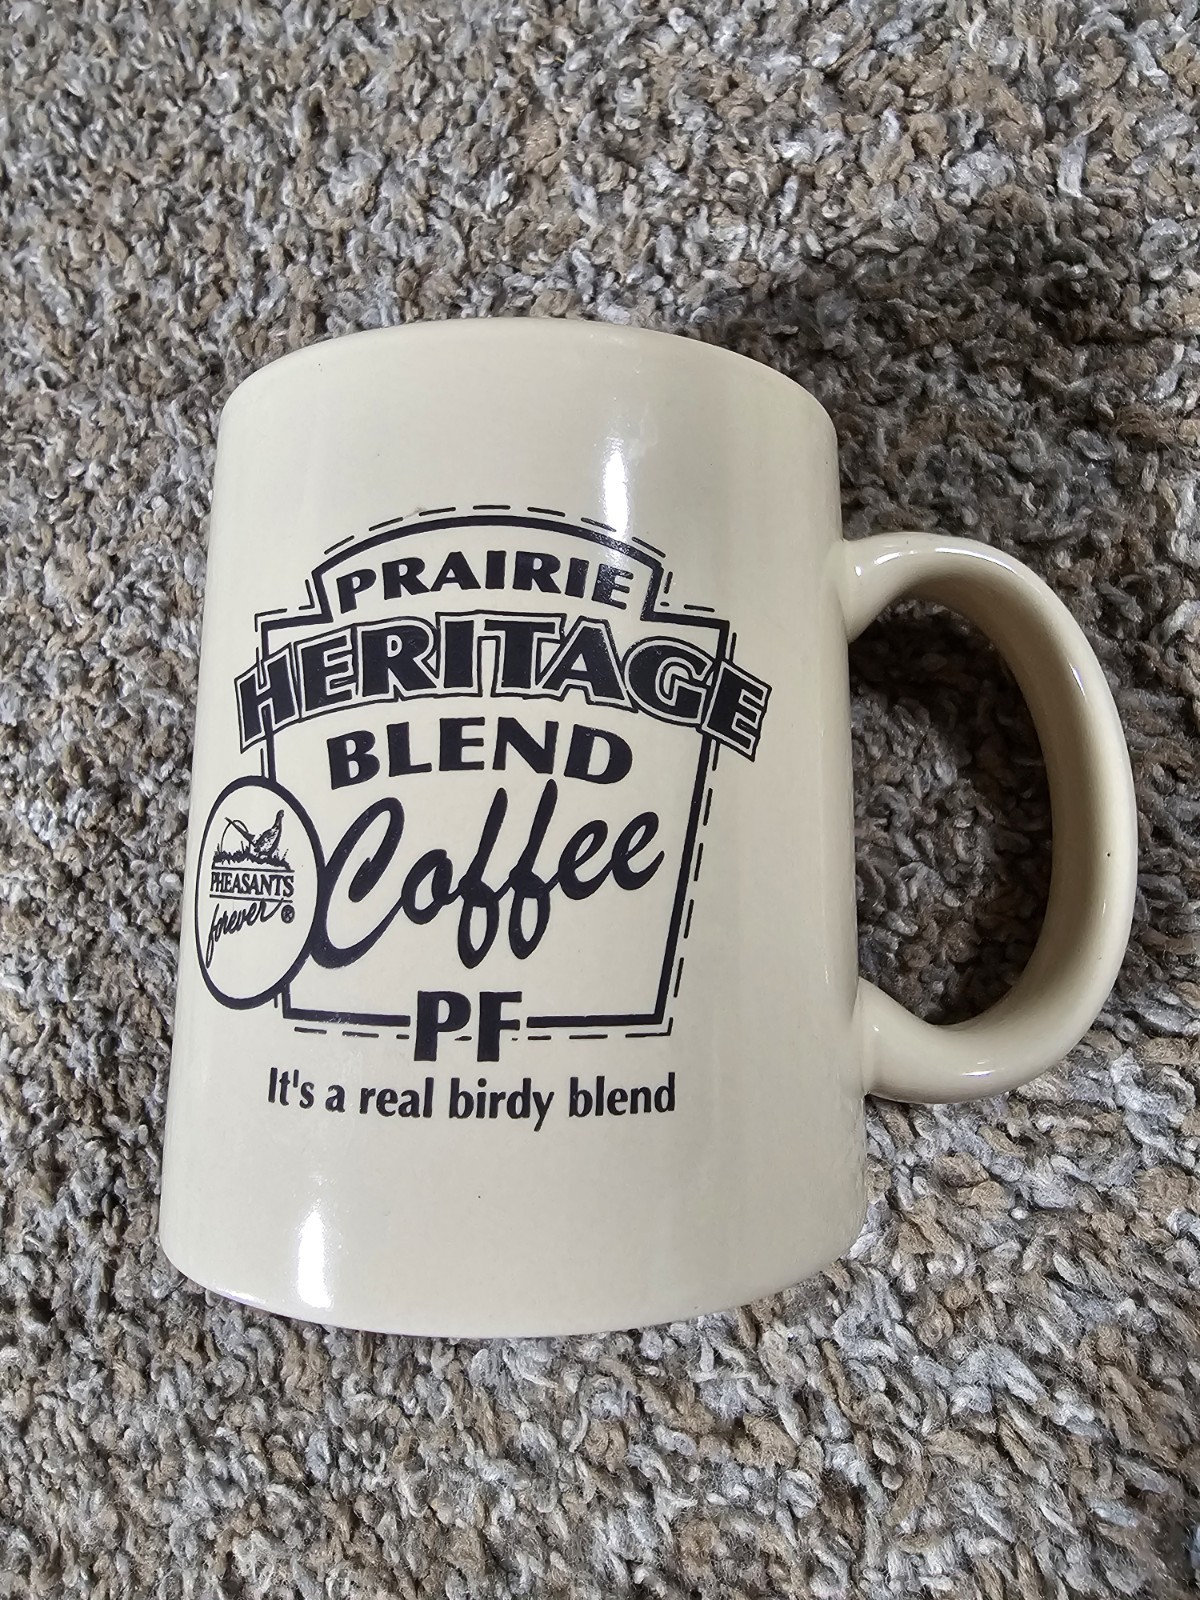 PRAIRIE
HERITAGE
BLEND
Coffee
PHEASANTS
forever®
PF
It's a real birdy blend